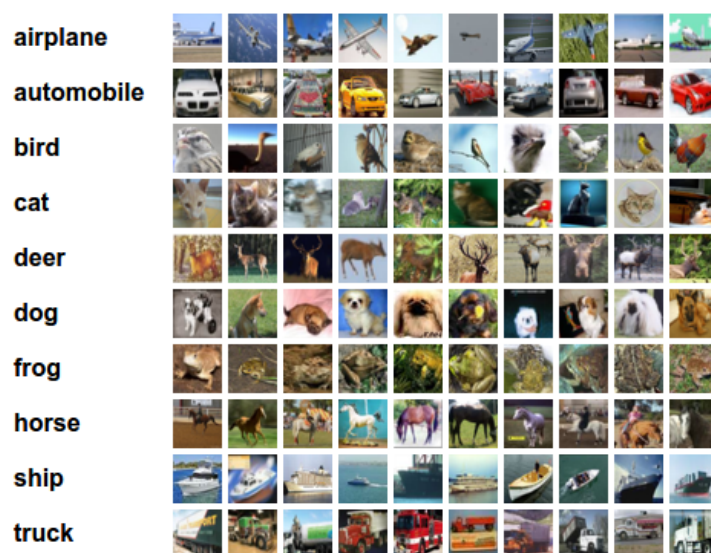 airplane
automobile
bird
cat
deer
dog
frog
horse
ship
truck